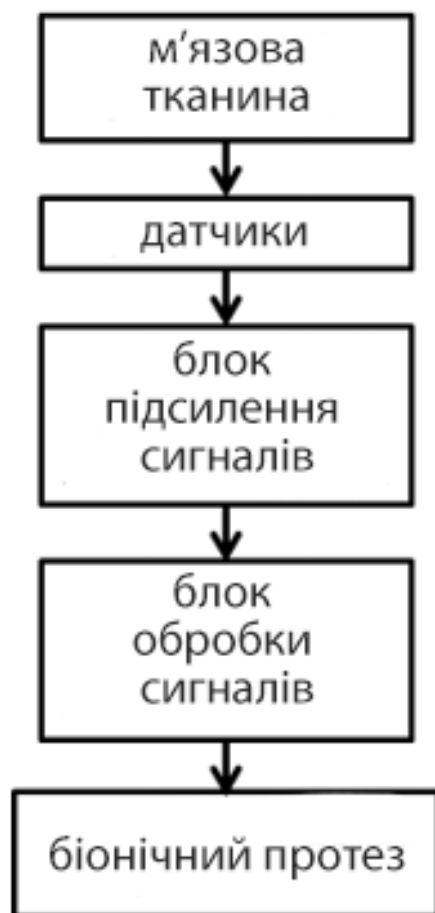 м’язова
тканина
датчики
блок
підсилення
сигналів
блок
обробки
сигналів
біонічний протез